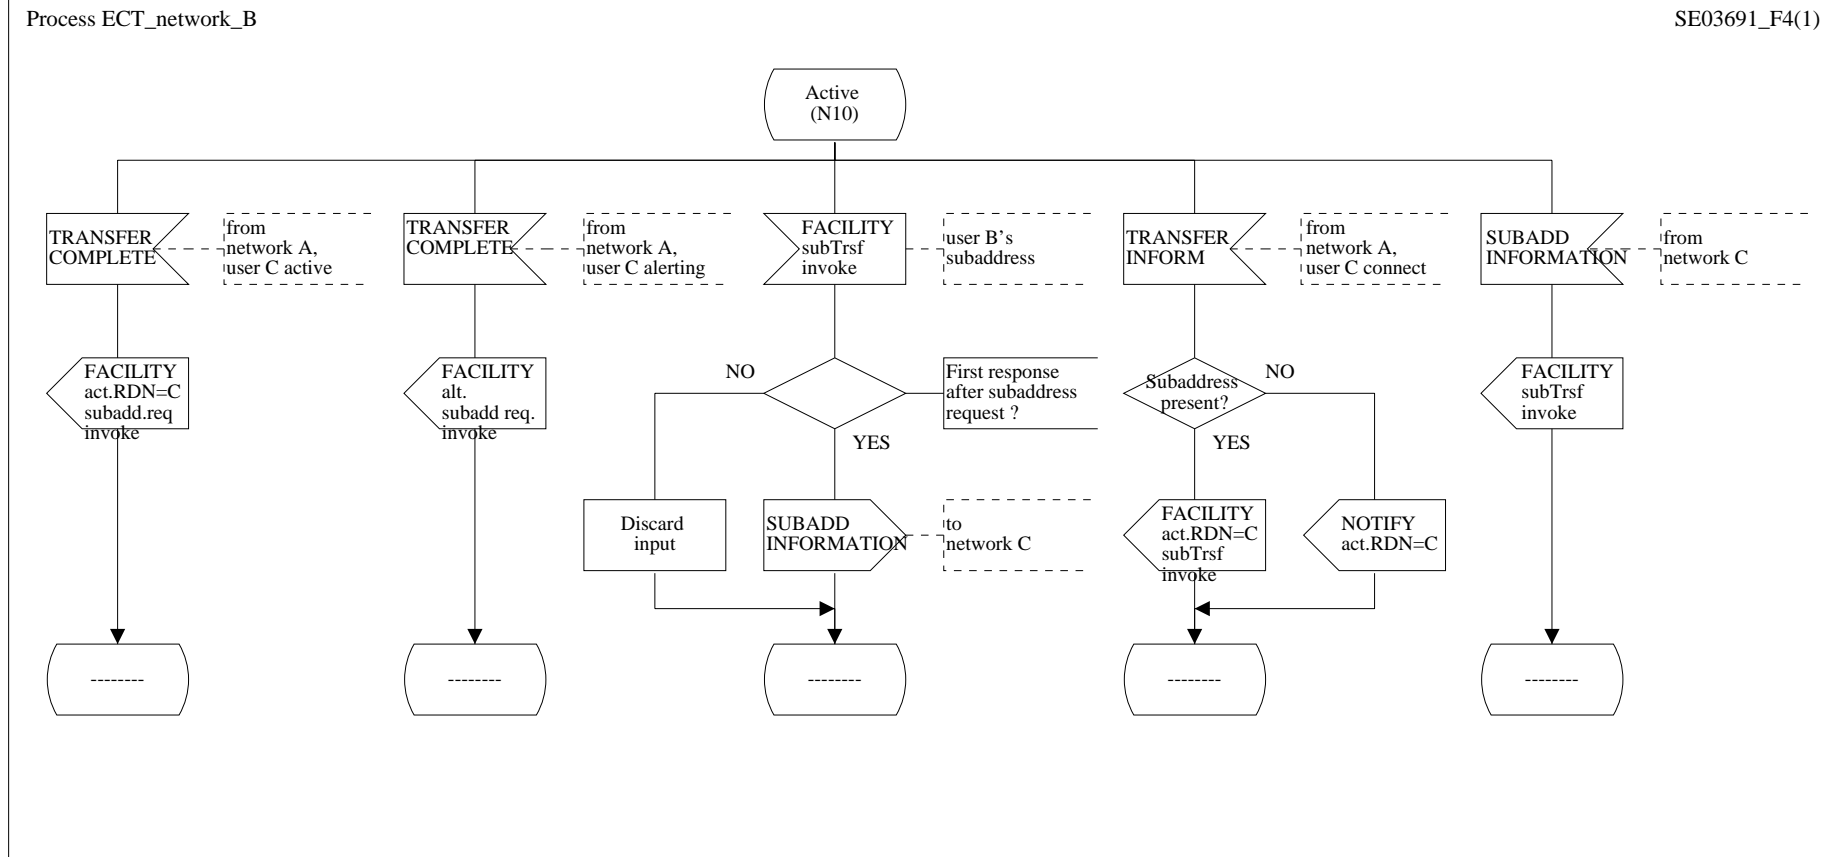 Process ECT_network_B
SE03691_F4(1)
Active
(N10)
TRANSFER
COMPLETE
from
network A,
user C active
TRANSFER
COMPLETE
from
network A,
user C alerting
FACILITY
subTrsf
invoke
user B's
subaddress
TRANSFER
INFORM
from
network A,
user C connect
SUBADD
INFORMATION
from
network C
FACILITY
act.RDN=C
subadd.req
invoke
FACILITY
alt.
subadd req.
invoke
NO
YES
First response
after subaddress
request ?
Subaddress
present?
NO
YES
FACILITY
subTrsf
invoke
Discard
input
SUBADD
INFORMATION
to
network C
FACILITY
act.RDN=C
subTrsf
invoke
NOTIFY
act.RDN=C
--------
--------
--------
--------
--------